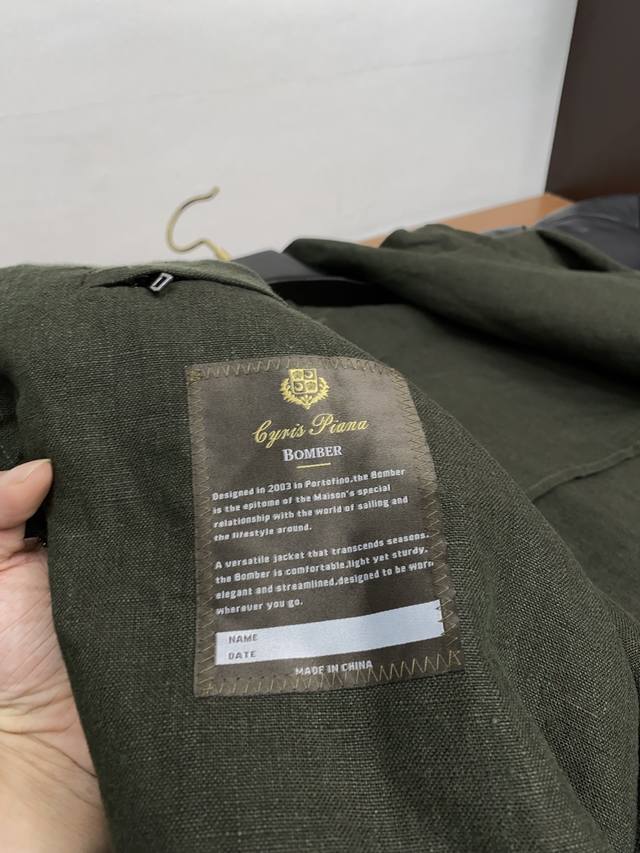 Cyris Piana
BOMBER
Designed in 2003 in Portofino.the Bomber
is the epitome of the Maison's special
relationship with the world of sailing and
the lifestyle around.
A versatile jacket that transcends seasons.
the Bomber is comfortable.light yet sturdy.
elegant and streamlined.designed to be worn
wherever you go.
NAME
DATE
MADE IN CHINA